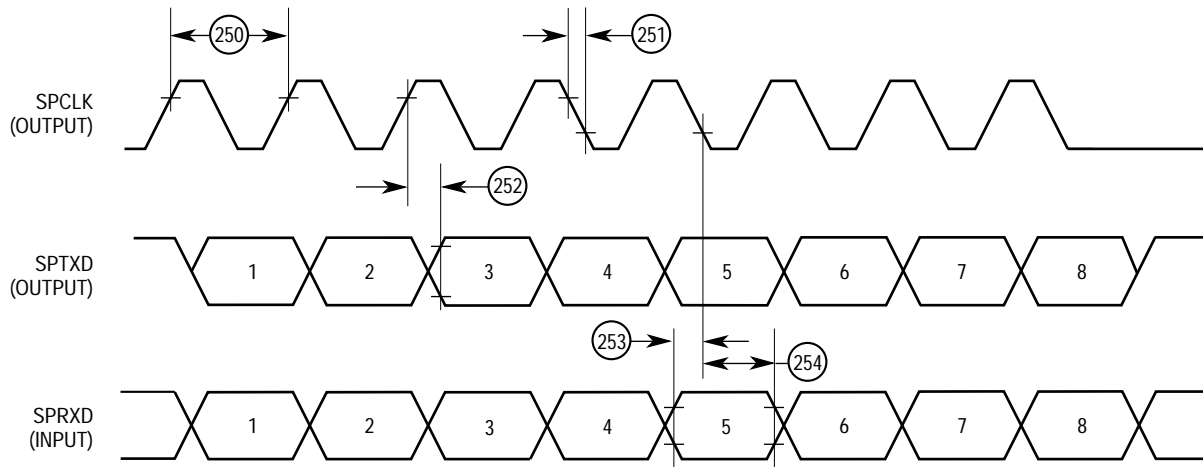 250
251
SPCLK
(OUTPUT)
252
SPTXD
(OUTPUT)
1 2 3 4 5 6 7 8
253
254
SPRXD
(INPUT)
1 2 3 4 5 6 7 8